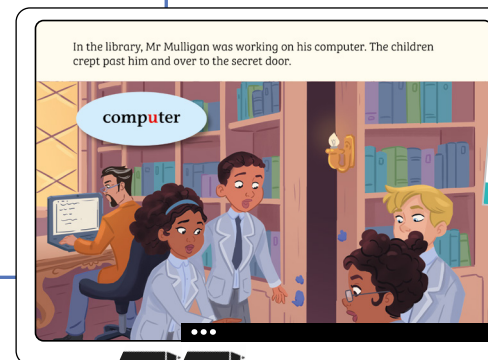 In the library, Mr Mulligan was working on his computer. The children
crept past him and over to the secret door.
computer